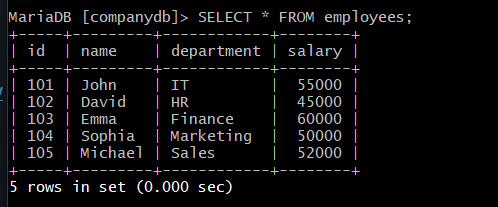 MariaDB [companydb]> SELECT * FROM employees;
+-----+---------+------------+--------+
| id  | name    | department | salary |
+-----+---------+------------+--------+
| 101 | John    | IT         |  55000 |
| 102 | David   | HR         |  45000 |
| 103 | Emma    | Finance    |  60000 |
| 104 | Sophia  | Marketing  |  50000 |
| 105 | Michael | Sales      |  52000 |
+-----+---------+------------+--------+
5 rows in set (0.000 sec)